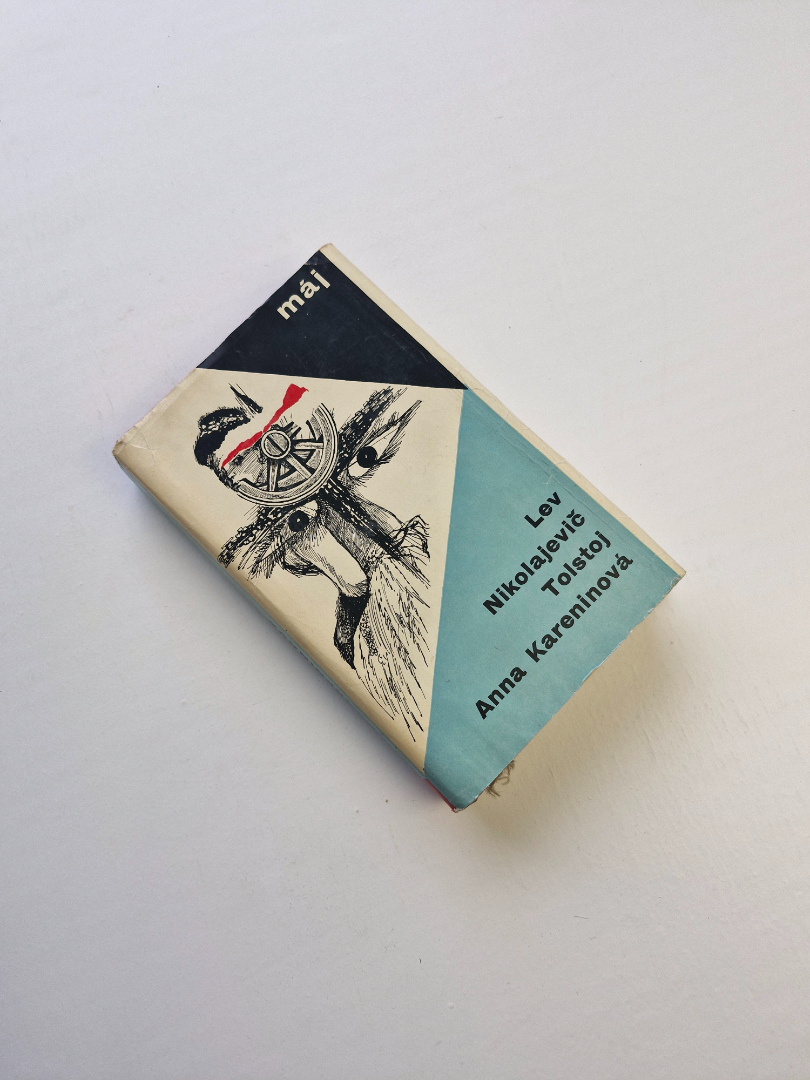 máj
Lev
Nikolajevič
Tolstoj
Anna Kareninová